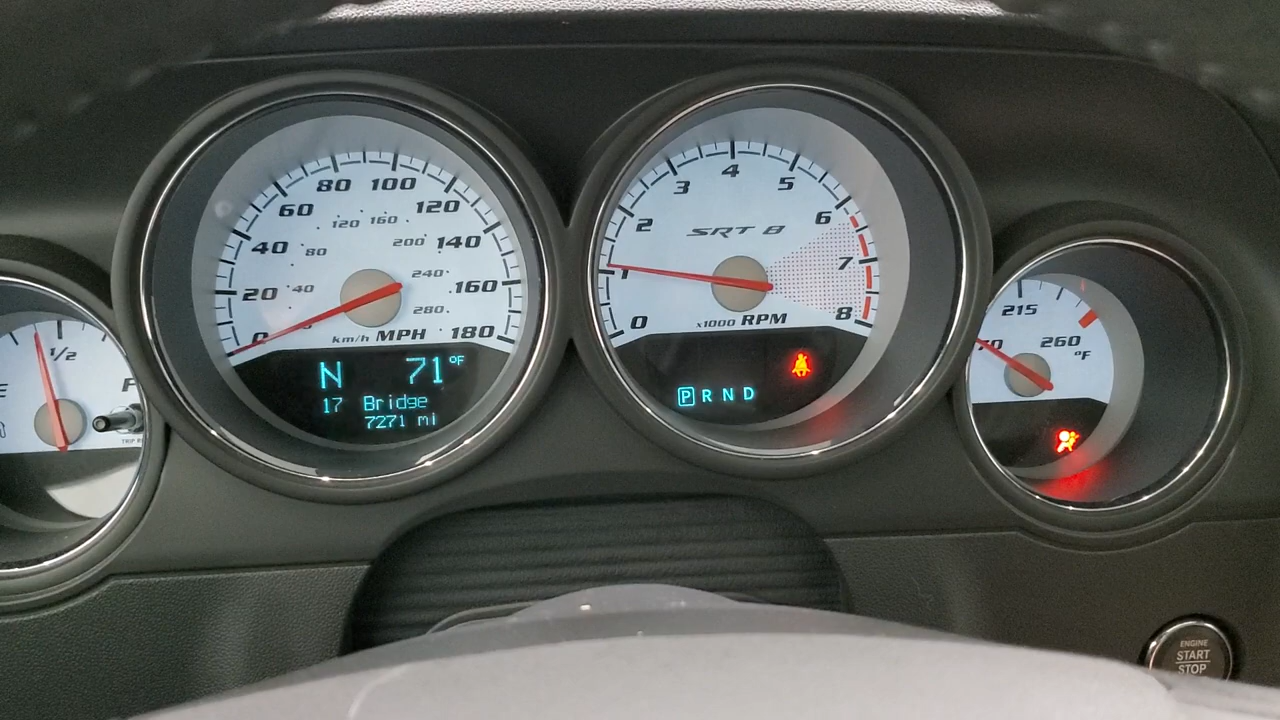 80 100
60 120
120 160
40 80 200 140
240
20 40 160
280
0 km/h MPH 180
N 71°F
17 Bridge
7271 mi
4
3 5
2 6
SRT 8
1 7
0 x1000 RPM 8
P R N D
1/2
E F
215
260
°F
ENGINE
START
STOP